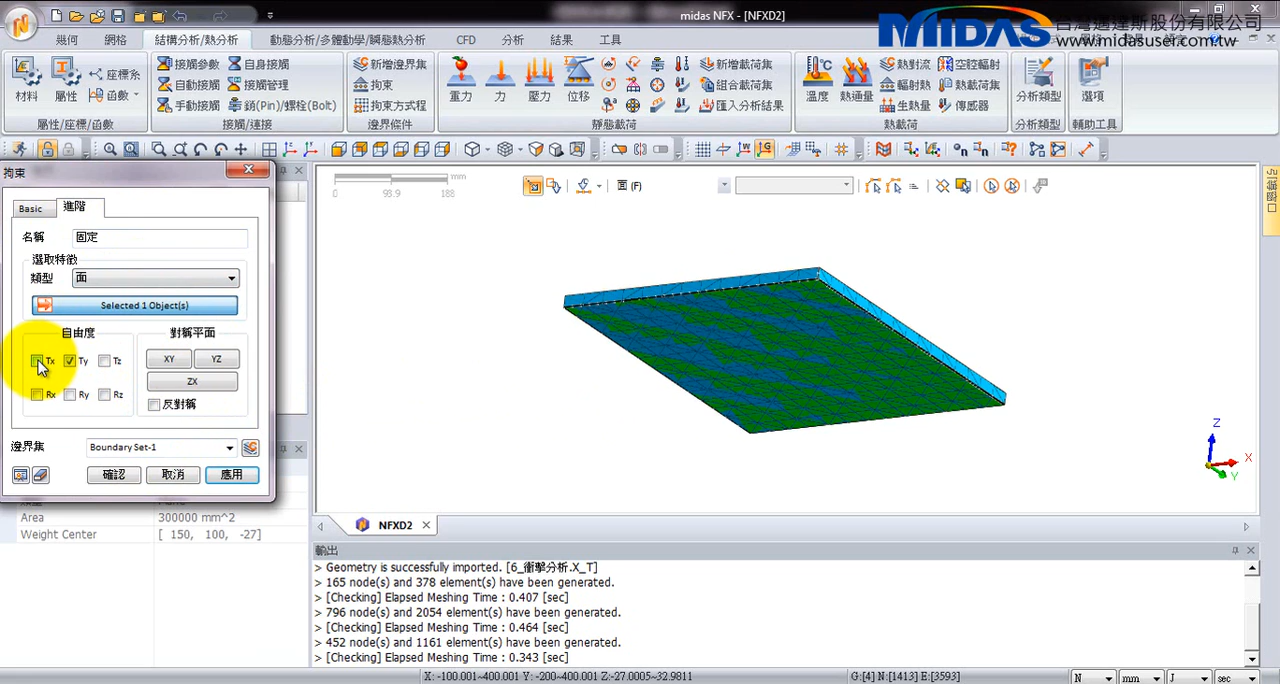 midas NFX - [NFXD2]
MIDAS
台灣邁達斯股份有限公司
www.midasuser.com.tw
幾何
網格
結構分析/熱分析
CFD
分析
結果
工具
材料
屬性
座標系
函數
屬性/座標/函數
接觸參數
自身接觸
自動接觸
接觸管理
手動接觸
銷(Pin)/螺栓(Bolt)
接觸/連接
新增邊界集
拘束
拘束方程式
邊界條件
重力
力
壓力
位移
新增載荷集
組合載荷集
匯入分析結果
靜態載荷
溫度
熱通量
熱對流
空腔輻射
輻射熱
熱載荷集
生熱量
傳感器
熱載荷
分析類型
分析類型
選項
輔助工具
拘束
Basic
進階
名稱
固定
選取特徵
類型
面
Selected 1 Object(s)
自由度
Tx
Ty
Tz
Rx
Ry
Rz
對稱平面
XY
YZ
ZX
反對稱
邊界集
Boundary Set-1
確認
取消
應用
Area
300000 mm^2
Weight Center
[ 150, 100, -27]
mm
0
93.9
188
面 (F)
Z
X
Y
NFXD2
輸出
> Geometry is successfully imported. [6_衝擊分析.X_T]
> 165 node(s) and 378 element(s) have been generated.
> [Checking] Elapsed Meshing Time : 0.407 [sec]
> 796 node(s) and 2054 element(s) have been generated.
> [Checking] Elapsed Meshing Time : 0.464 [sec]
> 452 node(s) and 1161 element(s) have been generated.
> [Checking] Elapsed Meshing Time : 0.343 [sec]
X: -100.001~400.001 Y: -200~400.001 Z:-27.0005~32.9811
G:[4] N:[1413] E:[3593]
N
mm
J
sec